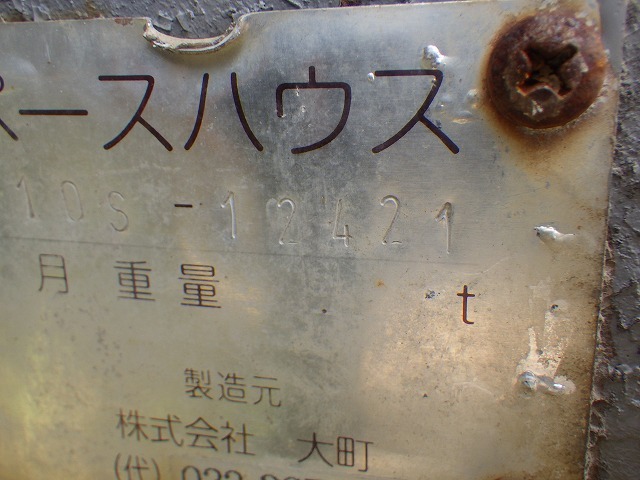 ースハウス
10S-12421
月 重量 t
製造元
株式会社 大町
(代)